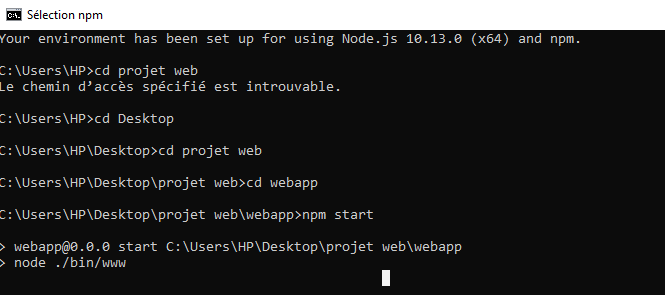 Sélection npm
Your environment has been set up for using Node.js 10.13.0 (x64) and npm.
C:\Users\HP>cd projet web
Le chemin d’accès spécifié est introuvable.
C:\Users\HP>cd Desktop
C:\Users\HP\Desktop>cd projet web
C:\Users\HP\Desktop\projet web>cd webapp
C:\Users\HP\Desktop\projet web\webapp>npm start
> webapp@0.0.0 start C:\Users\HP\Desktop\projet web\webapp
> node ./bin/www